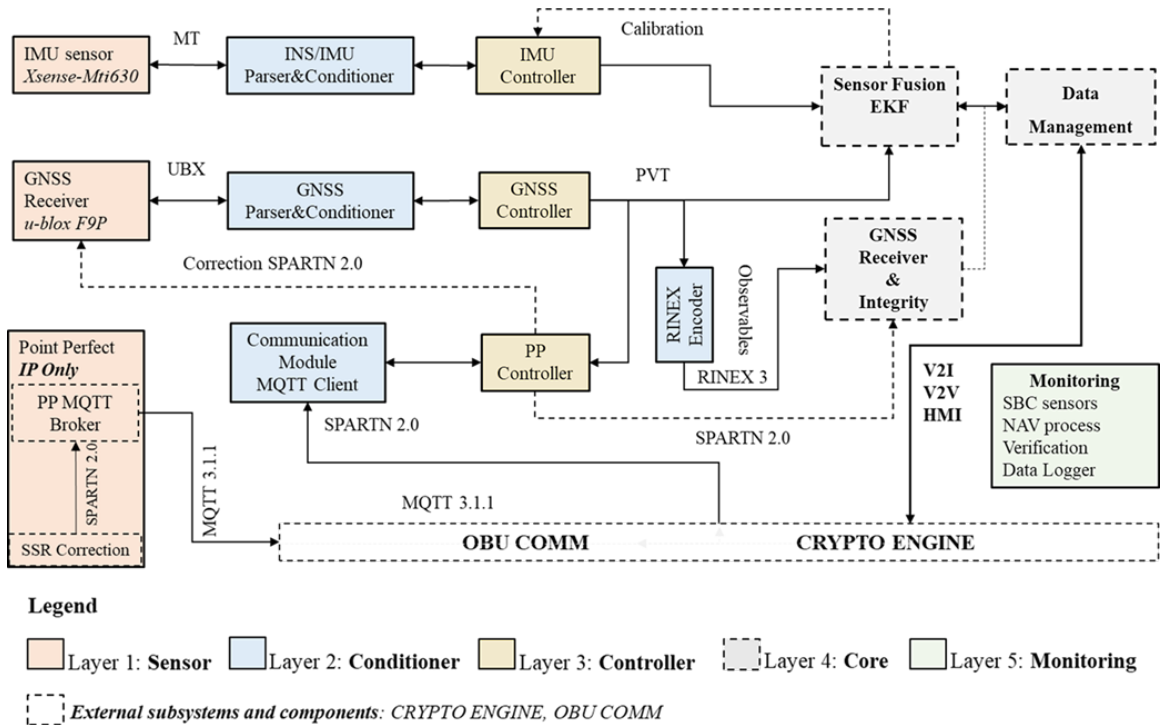 Calibration
MT
IMU sensor
Xsense-Mti630
INS/IMU
Parser&Conditioner
IMU
Controller
Sensor Fusion
EKF
Data
Management
UBX
PVT
GNSS
Receiver
u-blox F9P
GNSS
Parser&Conditioner
GNSS
Controller
GNSS
Receiver
&
Integrity
Correction SPARTN 2.0
RINEX
Encoder
Observables
Point Perfect
IP Only
PP MQTT
Broker
SPARTN 2.0
SSR Correction
MQTT 3.1.1
Communication
Module
MQTT Client
PP
Controller
RINEX 3
SPARTN 2.0
SPARTN 2.0
V2I
V2V
HMI
Monitoring
SBC sensors
NAV process
Verification
Data Logger
MQTT 3.1.1
OBU COMM
CRYPTO ENGINE
Legend
Layer 1: Sensor
Layer 2: Conditioner
Layer 3: Controller
Layer 4: Core
Layer 5: Monitoring
External subsystems and components: CRYPTO ENGINE, OBU COMM